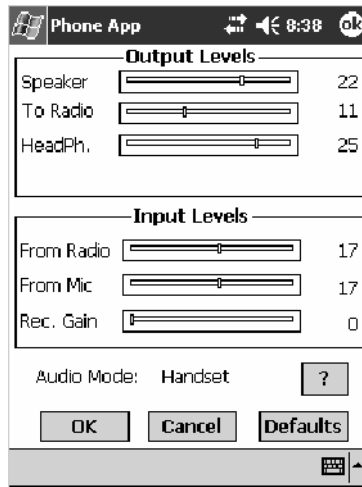 Phone App 8:38 ok
Output Levels
Speaker 22
To Radio 11
HeadPh. 25
Input Levels
From Radio 17
From Mic 17
Rec. Gain 0
Audio Mode: Handset ?
OK Cancel Defaults